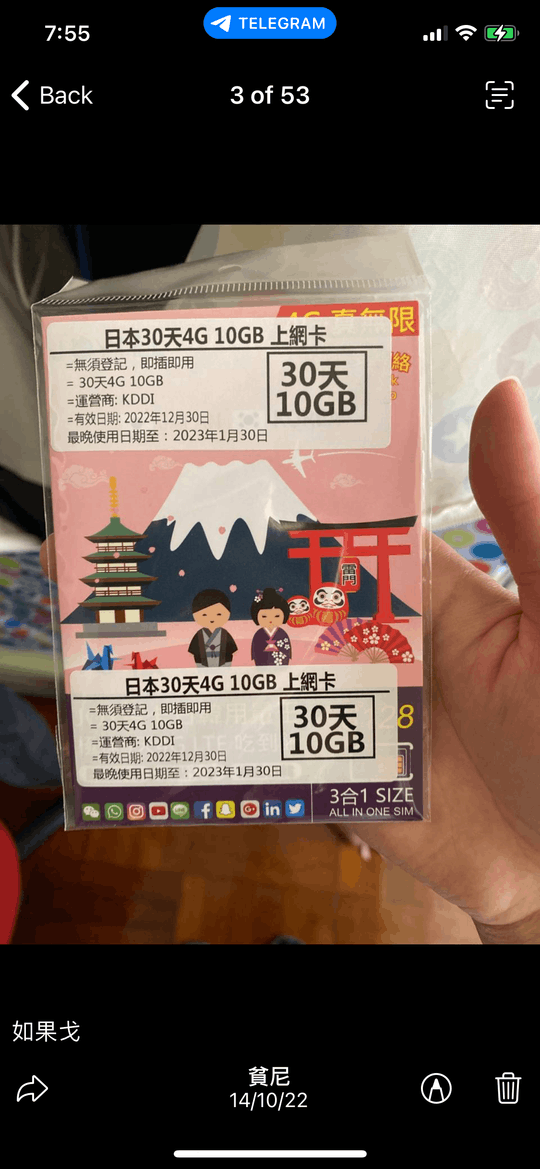 7:55
TELEGRAM
Back
3 of 53
4G
無限
絡
日本30天4G 10GB 上網卡
=無須登記，即插即用
= 30天4G 10GB
=運營商: KDDI
=有效日期: 2022年12月30日
最晚使用日期至：2023年1月30日
30天
10GB
雷門
日本30天4G 10GB 上網卡
=無須登記，即插即用
= 30天4G 10GB
=運營商: KDDI
=有效日期: 2022年12月30日
最晚使用日期至：2023年1月30日
30天
10GB
28
3合1 SIZE
ALL IN ONE SIM
如果戈
貧尼
14/10/22